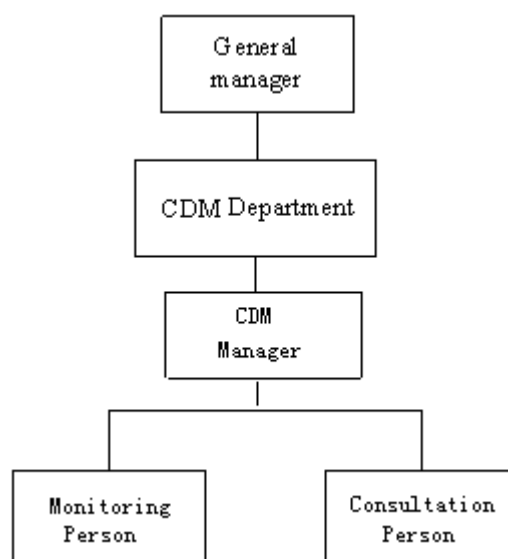 General
manager
CDM Department
CDM
Manager
Monitoring
Person
Consultation
Person